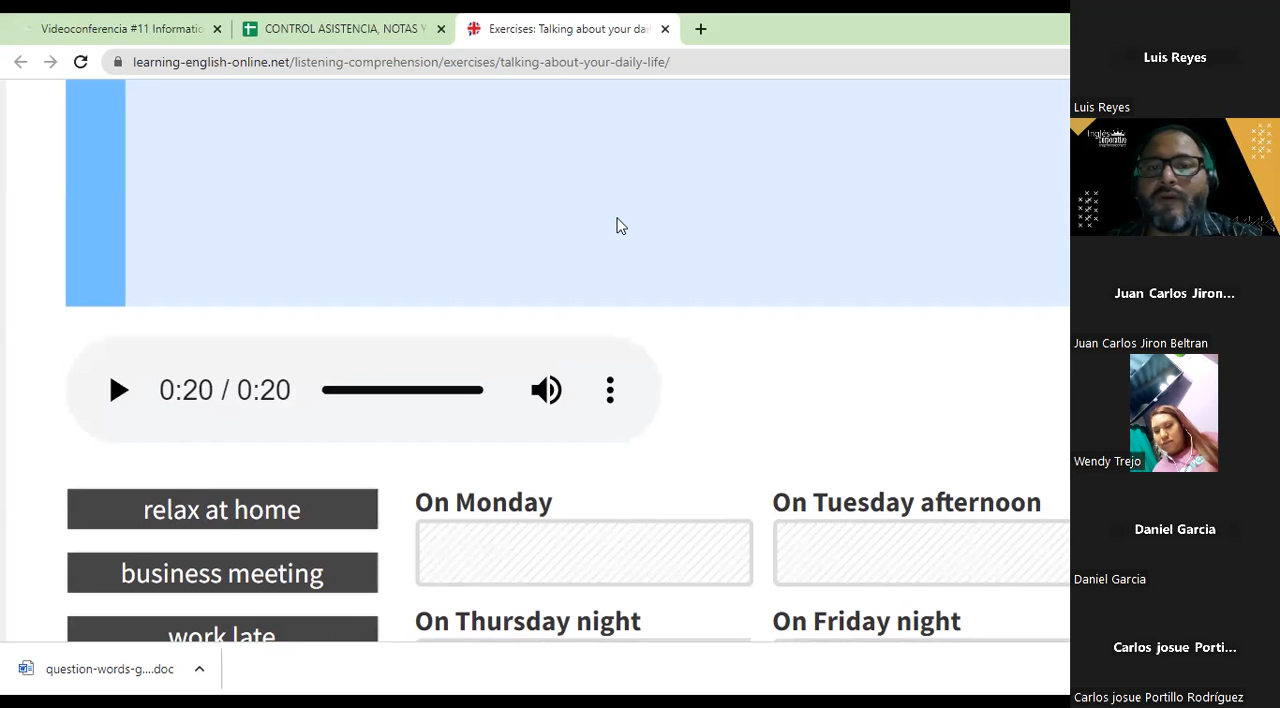 Videoconferencia #11 Informatic
CONTROL ASISTENCIA, NOTAS Y
Exercises: Talking about your dai
learning-english-online.net/listening-comprehension/exercises/talking-about-your-daily-life/
0:20 / 0:20
relax at home
business meeting
work late
On Monday
On Tuesday afternoon
On Thursday night
On Friday night
question-words-g....doc
Luis Reyes
Luis Reyes
Inglés
Corporativo
Juan Carlos Jiron...
Juan Carlos Jiron Beltran
Wendy Trejo
Daniel Garcia
Daniel Garcia
Carlos josue Porti...
Carlos josue Portillo Rodríguez